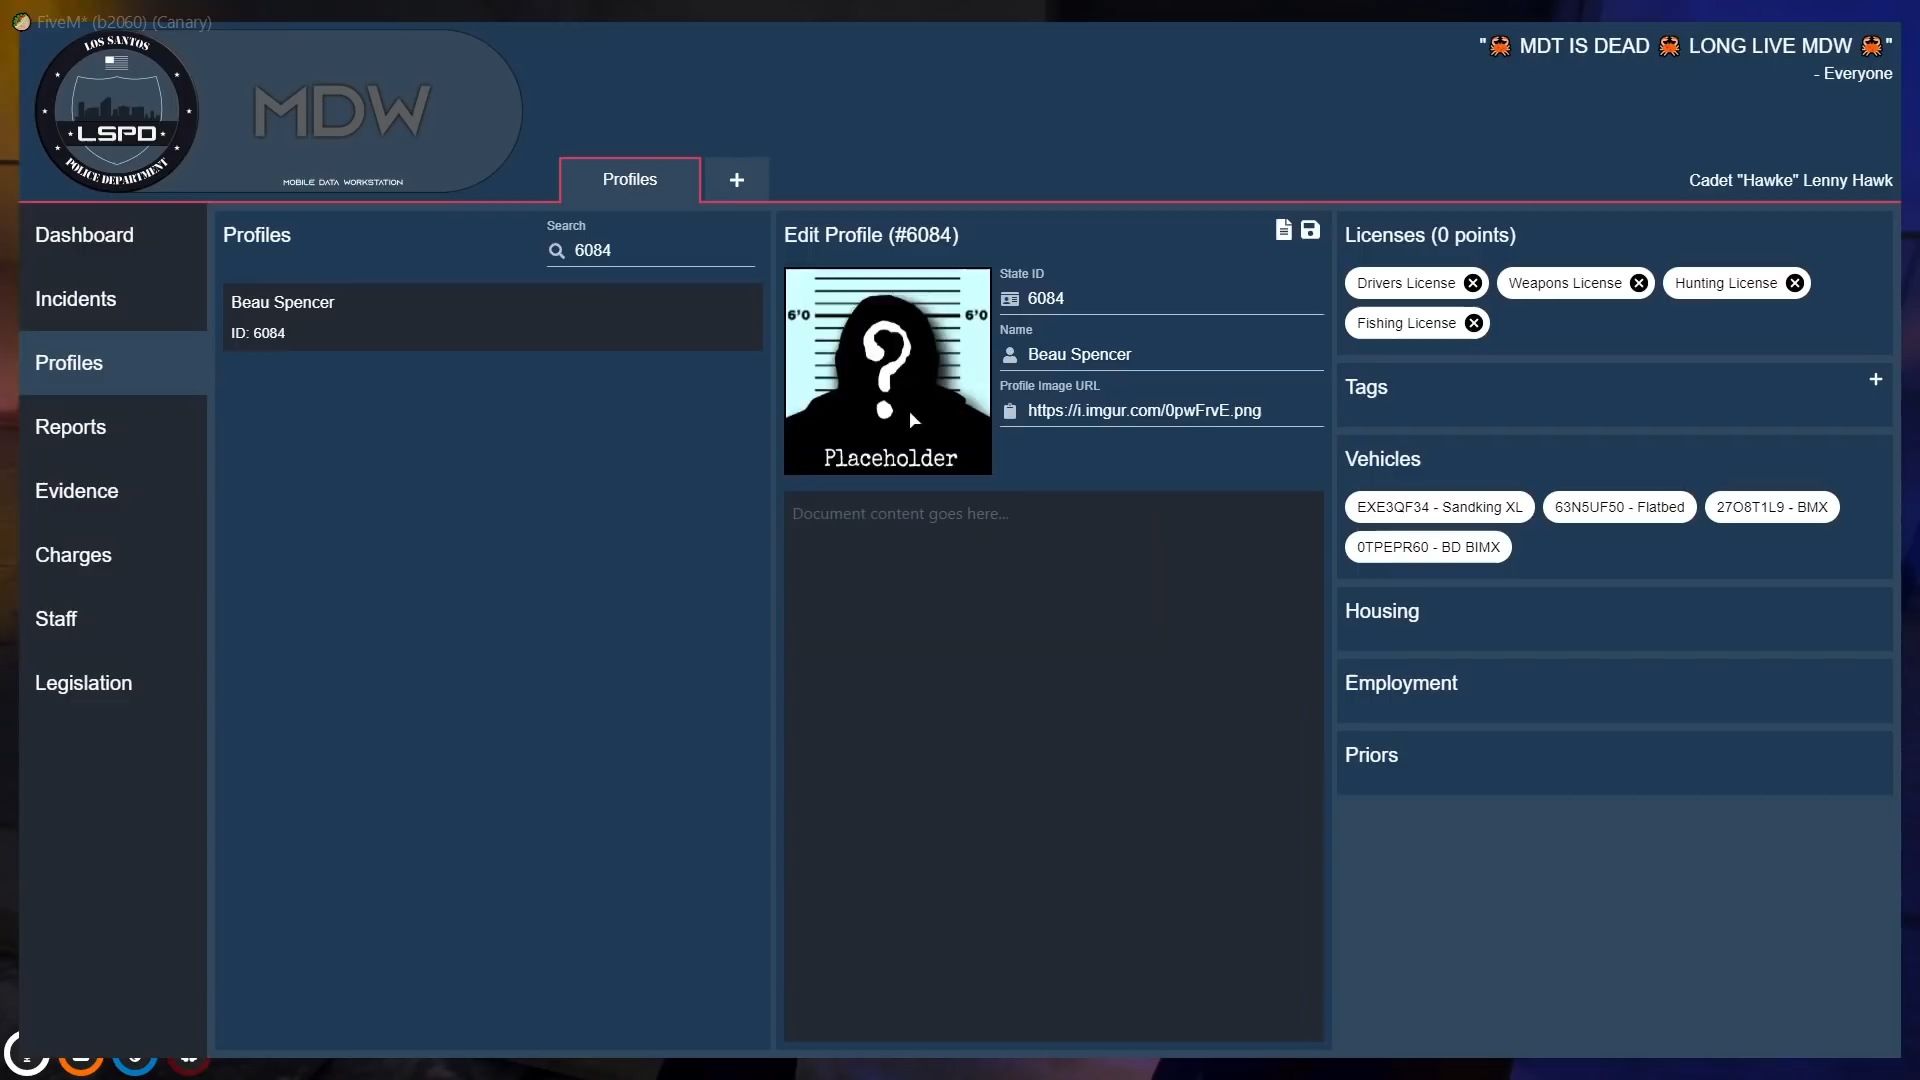 FiveM* (b2060) (Canary)
LOS SANTOS
LSPD
POLICE DEPARTMENT
MDW
MOBILE DATA WORKSTATION
"🦀 MDT IS DEAD 🦀 LONG LIVE MDW 🦀"
- Everyone
Profiles
+
Cadet "Hawke" Lenny Hawk
Dashboard
Incidents
Profiles
Reports
Evidence
Charges
Staff
Legislation
Profiles
Search
6084
Beau Spencer
ID: 6084
Edit Profile (#6084)
6'0 6'0
?
Placeholder
State ID
6084
Name
Beau Spencer
Profile Image URL
https://i.imgur.com/0pwFrvE.png
Document content goes here...
Licenses (0 points)
Drivers License Weapons License Hunting License
Fishing License
Tags +
Vehicles
EXE3QF34 - Sandking XL 63N5UF50 - Flatbed 27O8T1L9 - BMX
0TPEPR60 - BD BIMX
Housing
Employment
Priors